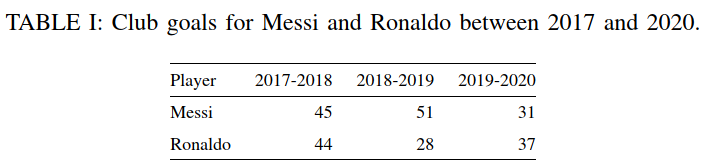 TABLE I: Club goals for Messi and Ronaldo between 2017 and 2020.
Player 2017-2018 2018-2019 2019-2020
Messi 45 51 31
Ronaldo 44 28 37